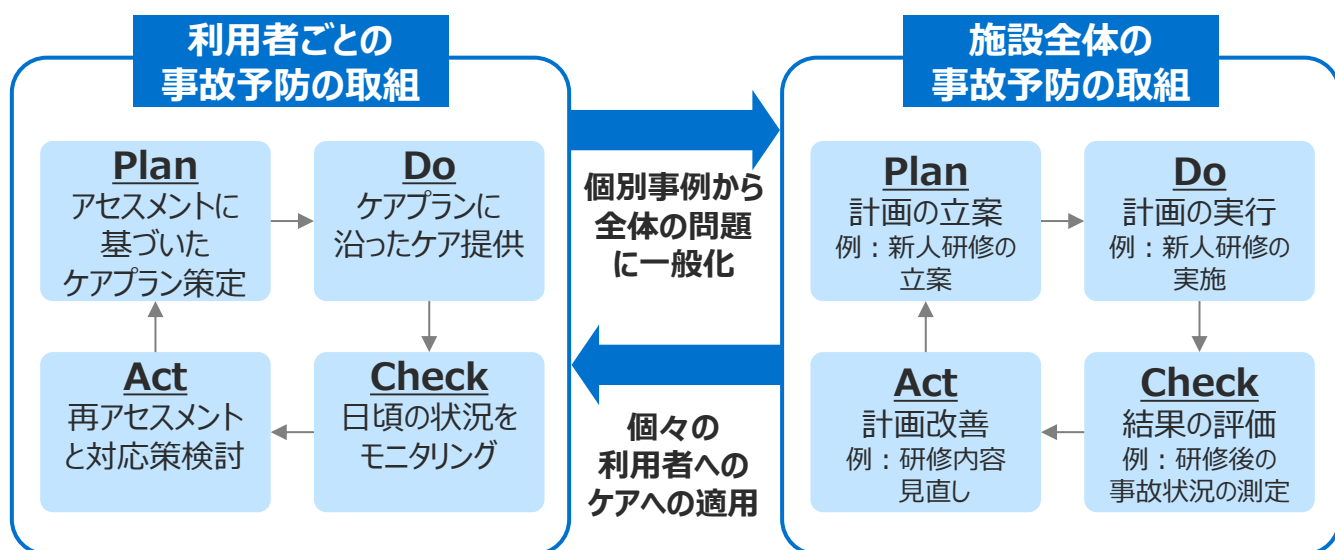 利用者ごとの
事故予防の取組
Plan
アセスメントに
基づいた
ケアプラン策定
Do
ケアプランに
沿ったケア提供
Act
再アセスメント
と対応策検討
Check
日頃の状況を
モニタリング
個別事例から
全体の問題
に一般化
個々の
利用者への
ケアへの適用
施設全体の
事故予防の取組
Plan
計画の立案
例：新人研修の
立案
Do
計画の実行
例：新人研修の
実施
Act
計画改善
例：研修内容
見直し
Check
結果の評価
例：研修後の
事故状況の測定